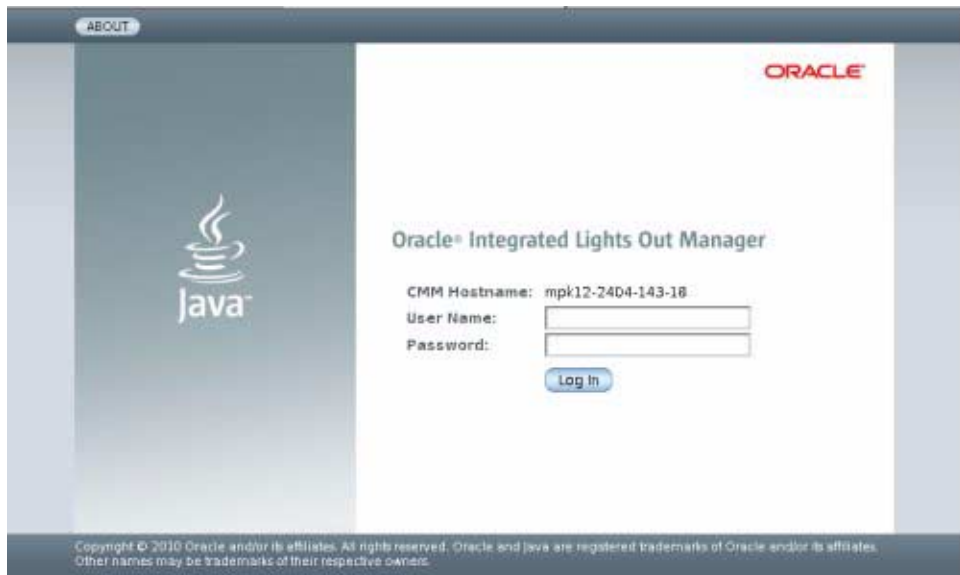 ABOUT
ORACLE
Java™
Oracle® Integrated Lights Out Manager
CMM Hostname: mpk12-2404-143-18
User Name:
Password:
Log In
Copyright © 2010 Oracle and/or its affiliates. All rights reserved. Oracle and Java are registered trademarks of Oracle and/or its affiliates.
Other names may be trademarks of their respective owners.